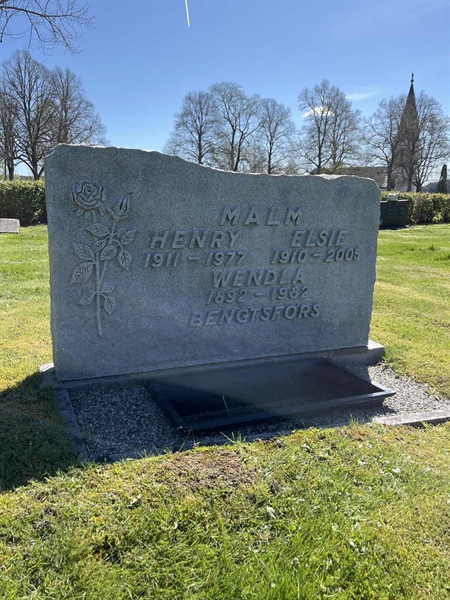 MALM
HENRY ELSIE
1911-1977 1910-2005
WENDLA
1892-1982
BENGTSFORS